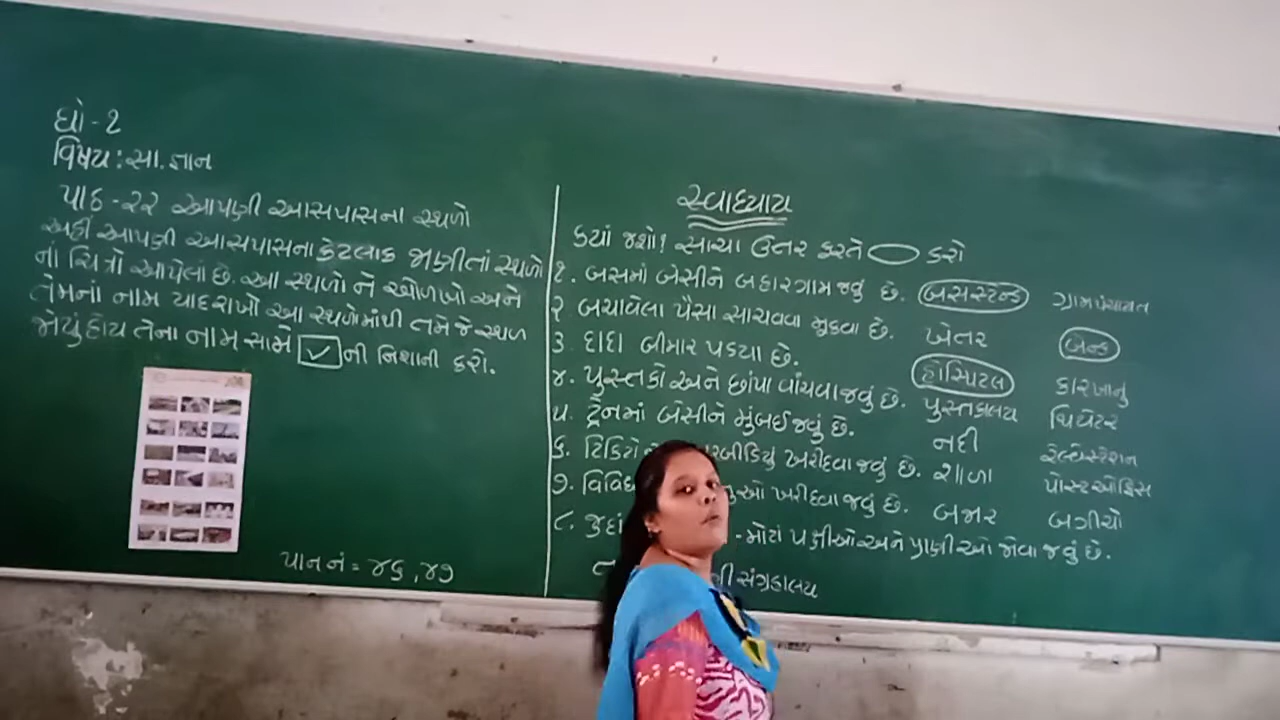 ધો-૨
વિષય : સા.જ્ઞાન
પાઠ-૨૨ આપણી આસપાસના સ્થળો
અહીં આપણી આસપાસના કેટલાક જાણીતાં સ્થળો
નાં ચિત્રો આપેલાં છે. આ સ્થળો ને ઓળખો અને
તેમનાં નામ યાદ રાખો આ સ્થળોમાંથી તમે જે સ્થળ
જોયું હોય તેના નામ સામે ✓ ની નિશાની કરો.
પાન નં = ૪૬,૪૭
સ્વાધ્યાય
કયાં જશો? સાચા ઉત્તર ફરતે ⬭ કરો
૧. બસમાં બેસીને બહારગામ જવું છે. બસસ્ટેન્ડ ગ્રામપંચાયત
૨ બચાવેલા પૈસા સાચવવા મુકવા છે. ખેતર બેન્ક
૩. દાદા બીમાર પડયા છે. હોસ્પિટલ કારખાનું
૪. પુસ્તકો અને છાપા વાંચવા જવું છે. પુસ્તકાલય થિયેટર
૫. ટ્રેનમાં બેસીને મુંબઈ જવું છે. નદી રેલ્વેસ્ટેશન
૬. ટિકિટો ખરીદવા જવું છે. શાળા પોસ્ટઓફિસ
૭. ખરીદવા જવું છે. બજાર બગીચો
૮. -મોટાં પક્ષીઓ અને પ્રાણીઓ જોવા જવું છે.
સંગ્રહાલય